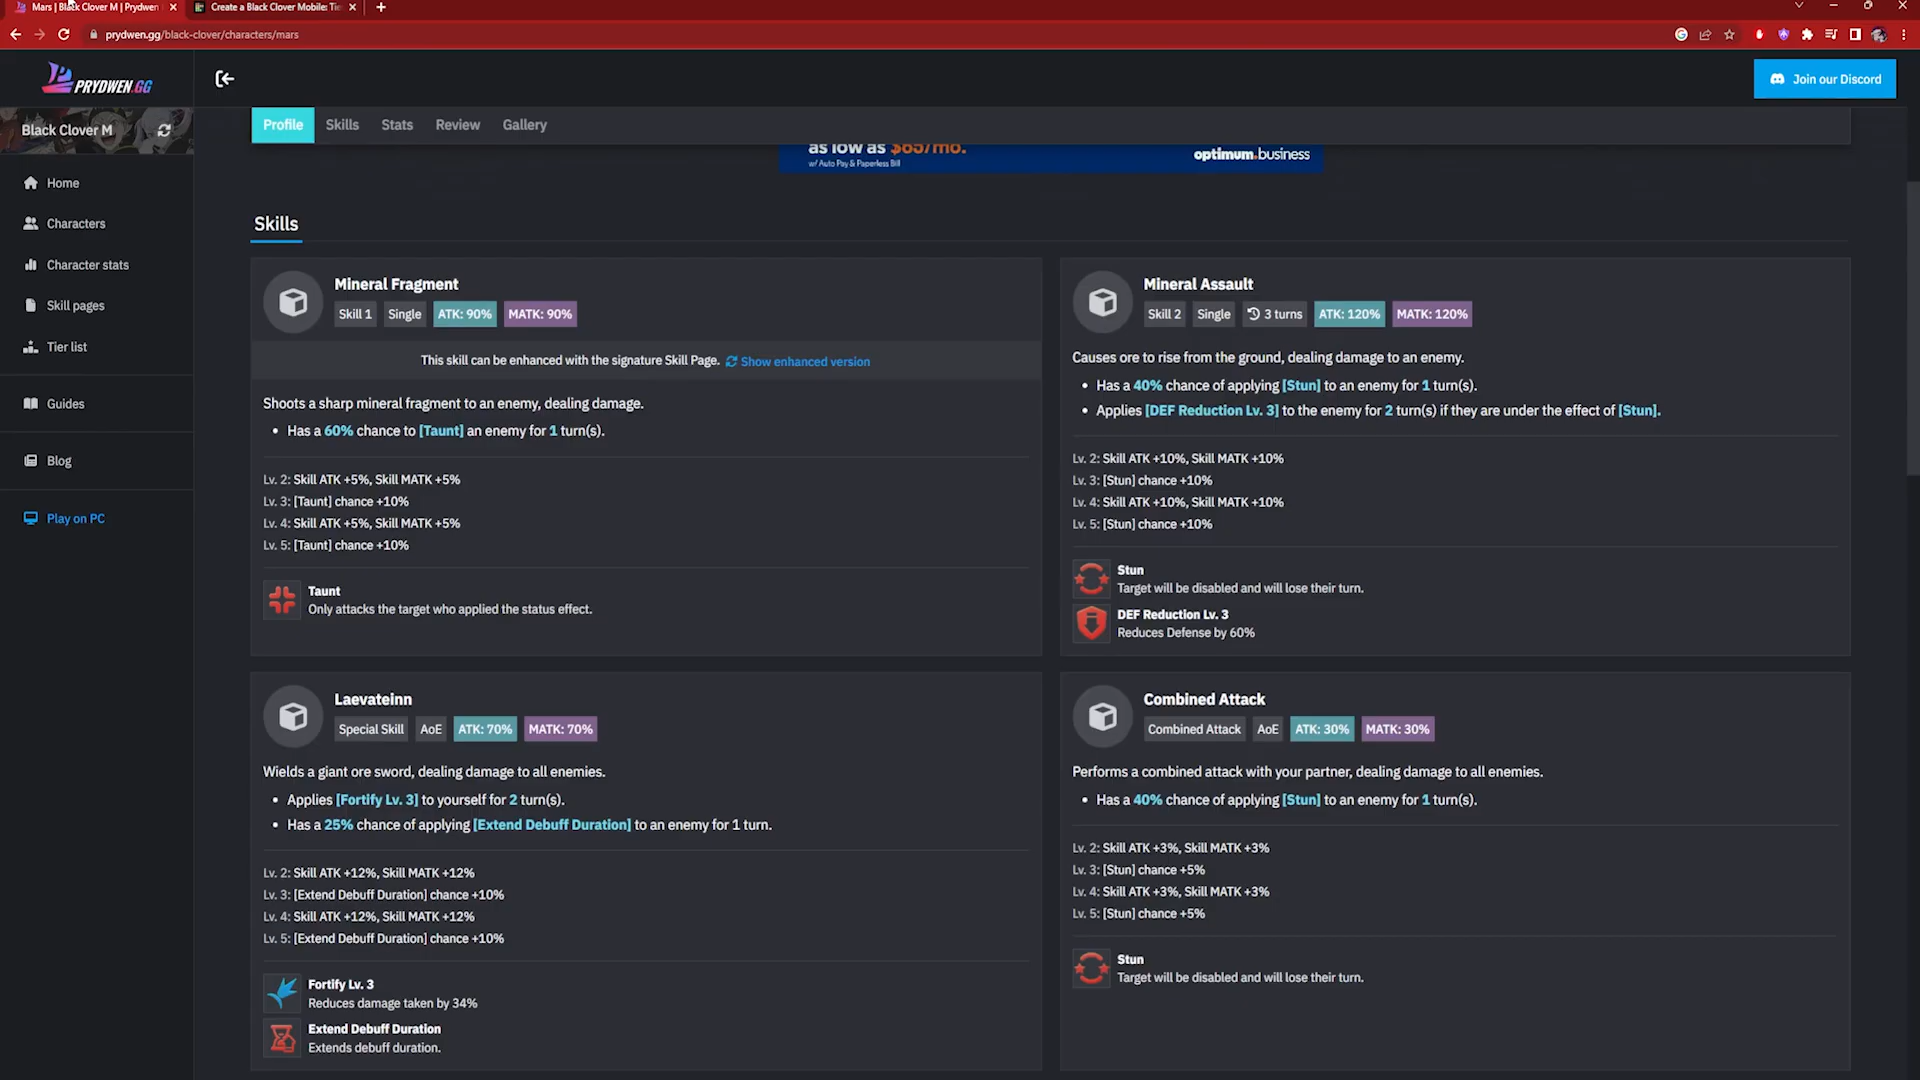 Mars | Black Clover M | Prydwen
Create a Black Clover Mobile: Tie
prydwen.gg/black-clover/characters/mars
PRYDWEN.GG
Join our Discord
Black Clover M
Profile
Skills
Stats
Review
Gallery
as low as $65/mo.
w/ Auto Pay & Paperless Bill
optimum.business
Home
Characters
Character stats
Skill pages
Tier list
Guides
Blog
Play on PC
Skills
Mineral Fragment
Skill 1
Single
ATK: 90%
MATK: 90%
This skill can be enhanced with the signature Skill Page. Show enhanced version
Shoots a sharp mineral fragment to an enemy, dealing damage.
• Has a 60% chance to [Taunt] an enemy for 1 turn(s).
Lv. 2: Skill ATK +5%, Skill MATK +5%
Lv. 3: [Taunt] chance +10%
Lv. 4: Skill ATK +5%, Skill MATK +5%
Lv. 5: [Taunt] chance +10%
Taunt
Only attacks the target who applied the status effect.
Mineral Assault
Skill 2
Single
3 turns
ATK: 120%
MATK: 120%
Causes ore to rise from the ground, dealing damage to an enemy.
• Has a 40% chance of applying [Stun] to an enemy for 1 turn(s).
• Applies [DEF Reduction Lv. 3] to the enemy for 2 turn(s) if they are under the effect of [Stun].
Lv. 2: Skill ATK +10%, Skill MATK +10%
Lv. 3: [Stun] chance +10%
Lv. 4: Skill ATK +10%, Skill MATK +10%
Lv. 5: [Stun] chance +10%
Stun
Target will be disabled and will lose their turn.
DEF Reduction Lv. 3
Reduces Defense by 60%
Laevateinn
Special Skill
AoE
ATK: 70%
MATK: 70%
Wields a giant ore sword, dealing damage to all enemies.
• Applies [Fortify Lv. 3] to yourself for 2 turn(s).
• Has a 25% chance of applying [Extend Debuff Duration] to an enemy for 1 turn.
Lv. 2: Skill ATK +12%, Skill MATK +12%
Lv. 3: [Extend Debuff Duration] chance +10%
Lv. 4: Skill ATK +12%, Skill MATK +12%
Lv. 5: [Extend Debuff Duration] chance +10%
Fortify Lv. 3
Reduces damage taken by 34%
Extend Debuff Duration
Extends debuff duration.
Combined Attack
Combined Attack
AoE
ATK: 30%
MATK: 30%
Performs a combined attack with your partner, dealing damage to all enemies.
• Has a 40% chance of applying [Stun] to an enemy for 1 turn(s).
Lv. 2: Skill ATK +3%, Skill MATK +3%
Lv. 3: [Stun] chance +5%
Lv. 4: Skill ATK +3%, Skill MATK +3%
Lv. 5: [Stun] chance +5%
Stun
Target will be disabled and will lose their turn.